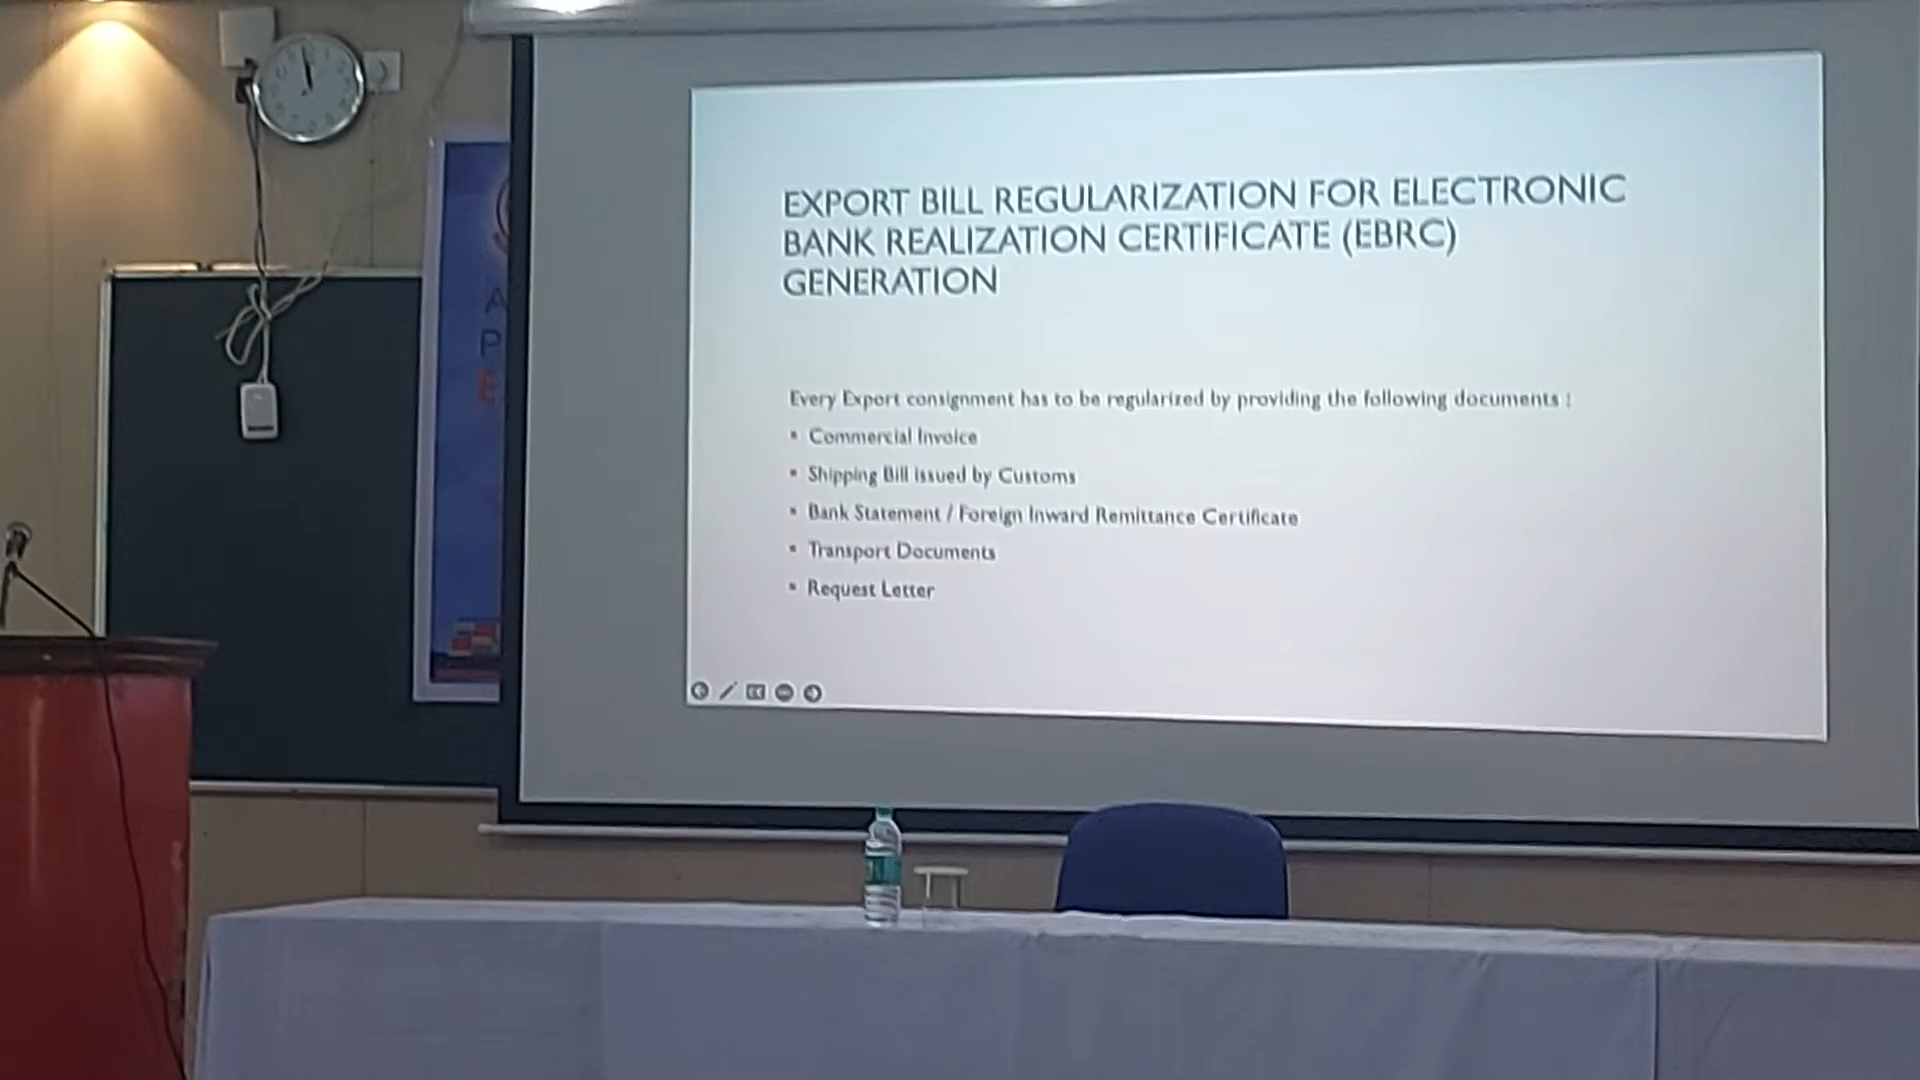 EXPORT BILL REGULARIZATION FOR ELECTRONIC
BANK REALIZATION CERTIFICATE (EBRC)
GENERATION
Every Export consignment has to be regularized by providing the following documents :
▪ Commercial Invoice
▪ Shipping Bill issued by Customs
▪ Bank Statement / Foreign Inward Remittance Certificate
▪ Transport Documents
▪ Request Letter
A
P
E